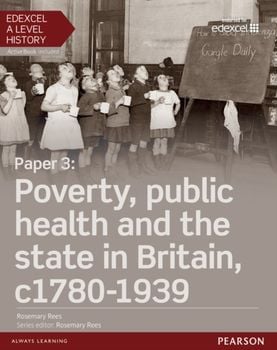 EDEXCEL
A LEVEL
HISTORY
ActiveBook included
edexcel
Gargle Daily
Paper 3:
Poverty, public
health and the
state in Britain,
c1780-1939
Rosemary Rees
Series editor: Rosemary Rees
ALWAYS LEARNING
PEARSON